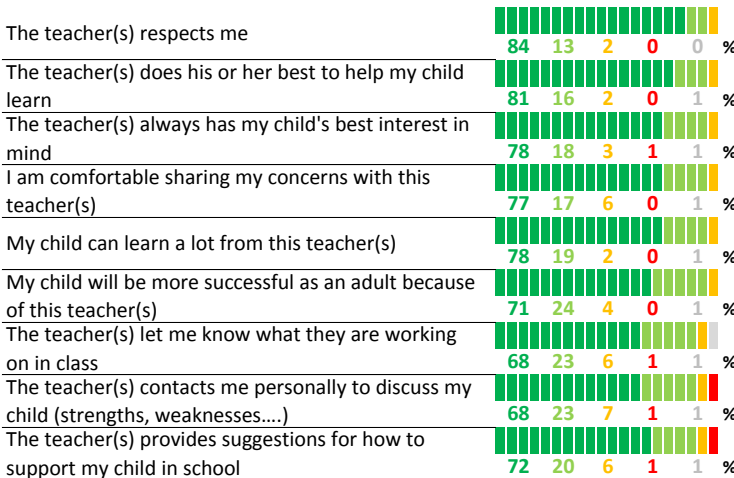 The teacher(s) respects me
84 13 2 0 0 %
The teacher(s) does his or her best to help my child
learn
81 16 2 0 1 %
The teacher(s) always has my child's best interest in
mind
78 18 3 1 1 %
I am comfortable sharing my concerns with this
teacher(s)
77 17 6 0 1 %
My child can learn a lot from this teacher(s)
78 19 2 0 1 %
My child will be more successful as an adult because
of this teacher(s)
71 24 4 0 1 %
The teacher(s) let me know what they are working
on in class
68 23 6 1 1 %
The teacher(s) contacts me personally to discuss my
child (strengths, weaknesses....)
68 23 7 1 1 %
The teacher(s) provides suggestions for how to
support my child in school
72 20 6 1 1 %